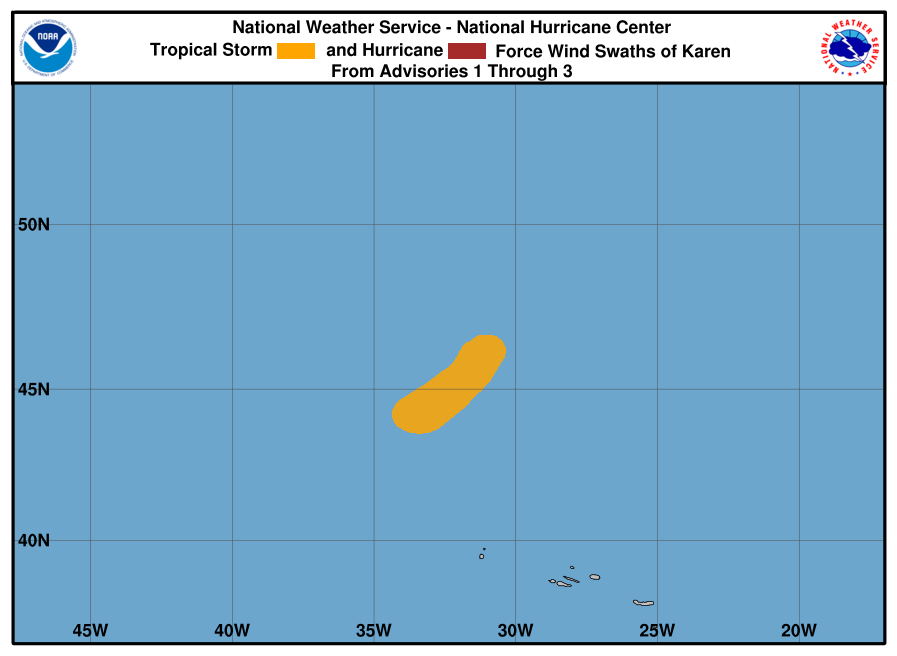 National Weather Service - National Hurricane Center
Tropical Storm and Hurricane Force Wind Swaths of Karen
From Advisories 1 Through 3
NOAA
NATIONAL WEATHER SERVICE
50N
45N
40N
45W 40W 35W 30W 25W 20W